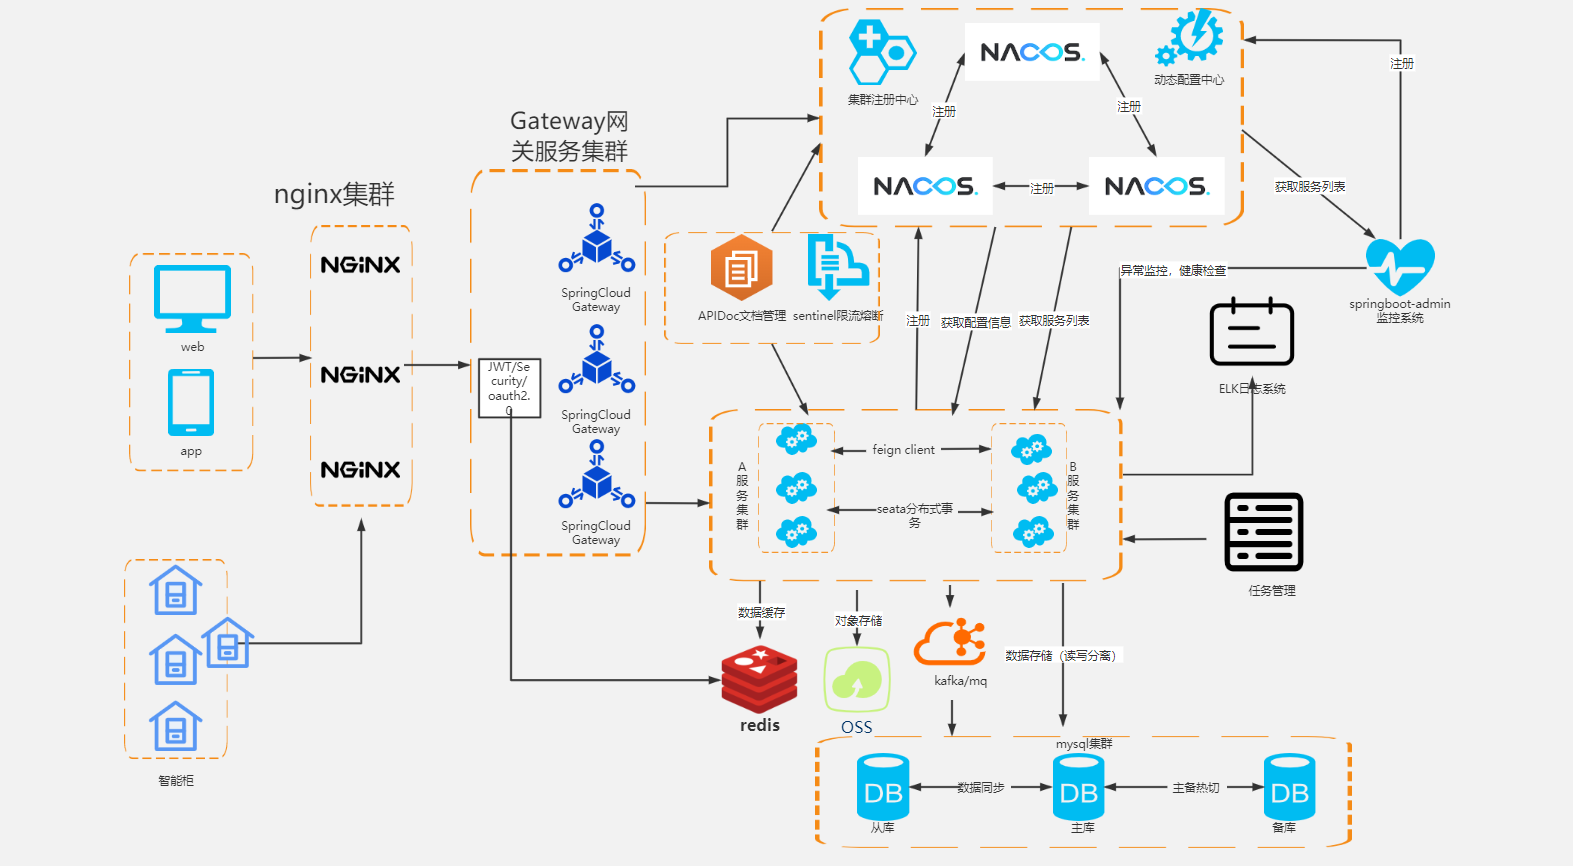 NACOS.
集群注册中心
动态配置中心
注册
注册
注册
NACOS.
注册
NACOS.
获取服务列表
Gateway网
关服务集群
nginx集群
NGINX
NGINX
NGINX
web
app
智能柜
SpringCloud
Gateway
SpringCloud
Gateway
SpringCloud
Gateway
JWT/Se
curity/
oauth2.
0
APIDoc文档管理
sentinel限流熔断
注册
获取配置信息
获取服务列表
异常监控，健康检查
springboot-admin
监控系统
ELK日志系统
任务管理
A
服
务
集
群
feign client
seata分布式事
务
B
服
务
集
群
数据缓存
对象存储
数据存储（读写分离）
redis
OSS
kafka/mq
mysql集群
DB
数据同步
DB
主备热切
DB
从库
主库
备库